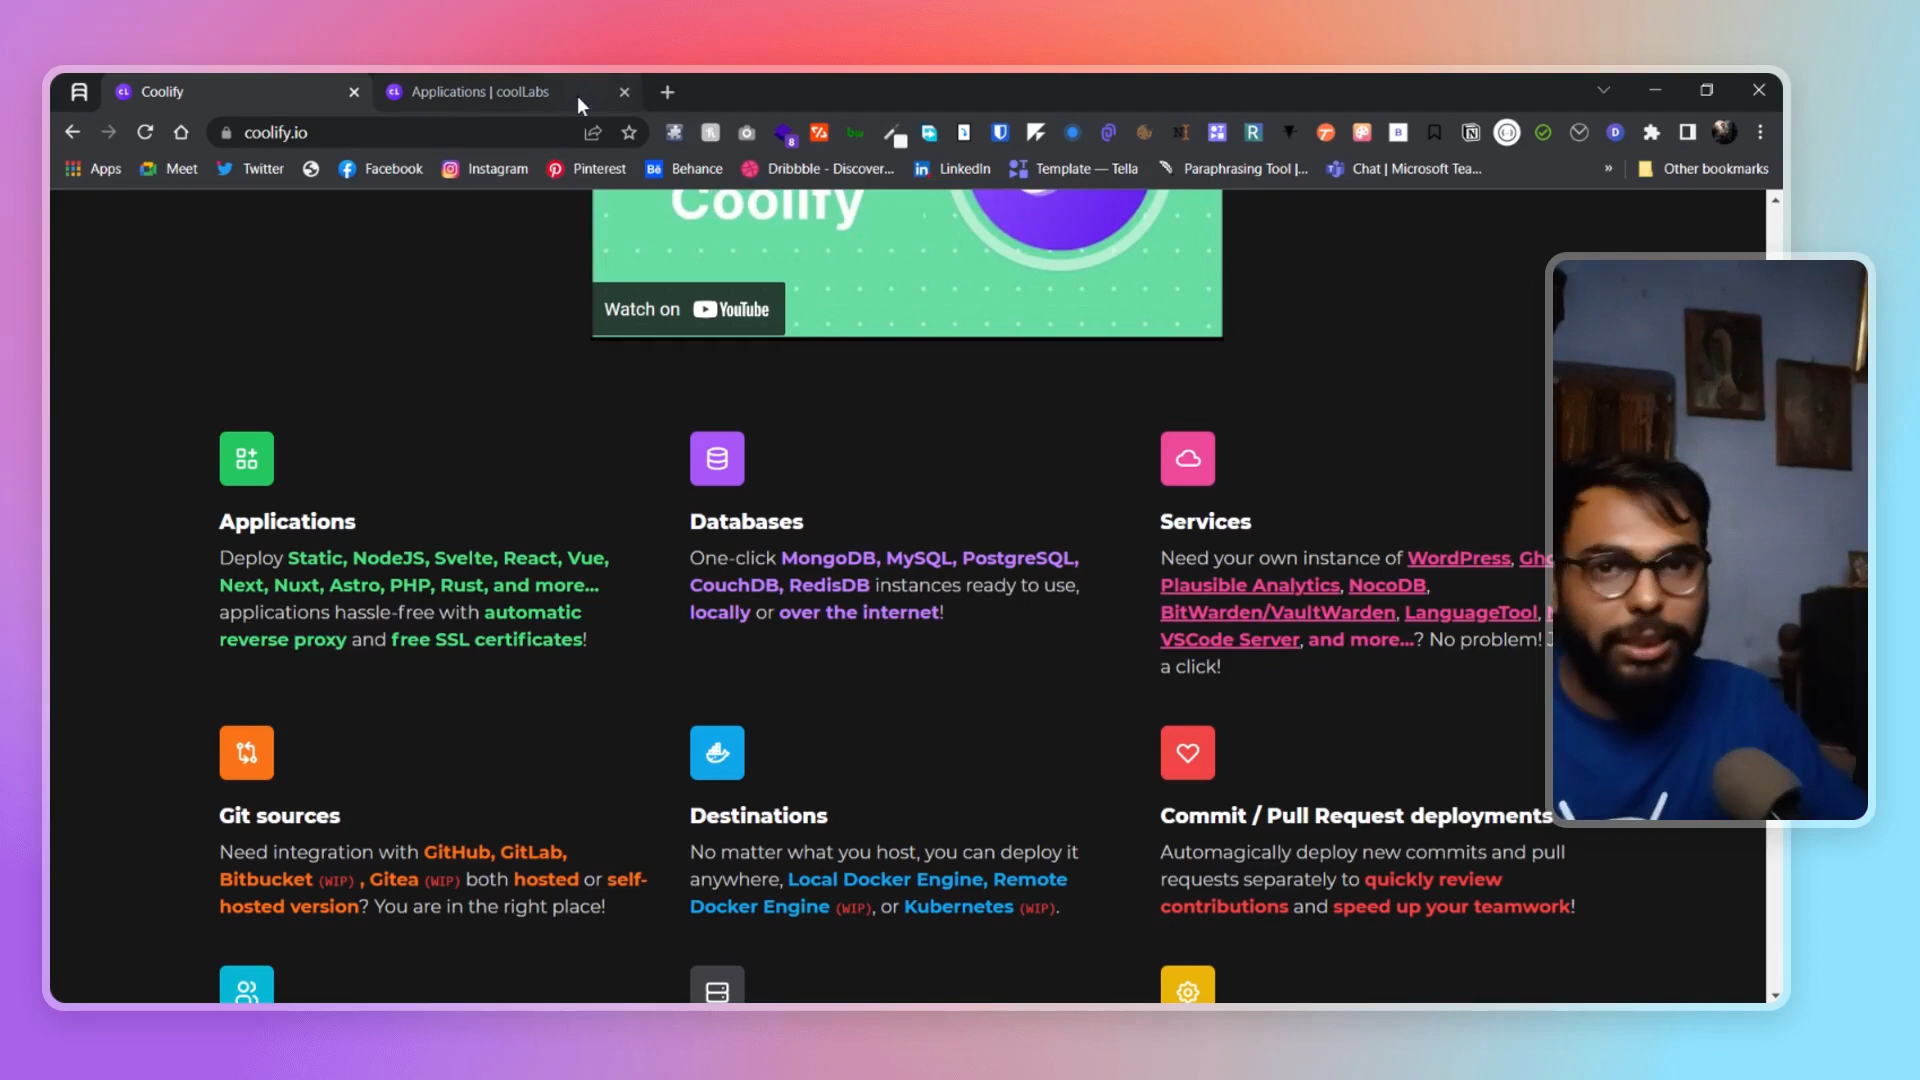 Coolify
Applications | coolLabs
coolify.io
Apps
Meet
Twitter
Facebook
Instagram
Pinterest
Behance
Dribbble - Discover...
LinkedIn
Template — Tella
Paraphrasing Tool |...
Chat | Microsoft Tea...
»
Other bookmarks
Coolify
Watch on YouTube
Applications
Deploy Static, NodeJS, Svelte, React, Vue,
Next, Nuxt, Astro, PHP, Rust, and more...
applications hassle-free with automatic
reverse proxy and free SSL certificates!
Databases
One-click MongoDB, MySQL, PostgreSQL,
CouchDB, RedisDB instances ready to use,
locally or over the internet!
Services
Need your own instance of WordPress, Gho
Plausible Analytics, NocoDB,
BitWarden/VaultWarden, LanguageTool,
VSCode Server, and more...? No problem!
a click!
Git sources
Need integration with GitHub, GitLab,
Bitbucket (WIP) , Gitea (WIP) both hosted or self-
hosted version? You are in the right place!
Destinations
No matter what you host, you can deploy it
anywhere, Local Docker Engine, Remote
Docker Engine (WIP), or Kubernetes (WIP).
Commit / Pull Request deployments
Automagically deploy new commits and pull
requests separately to quickly review
contributions and speed up your teamwork!